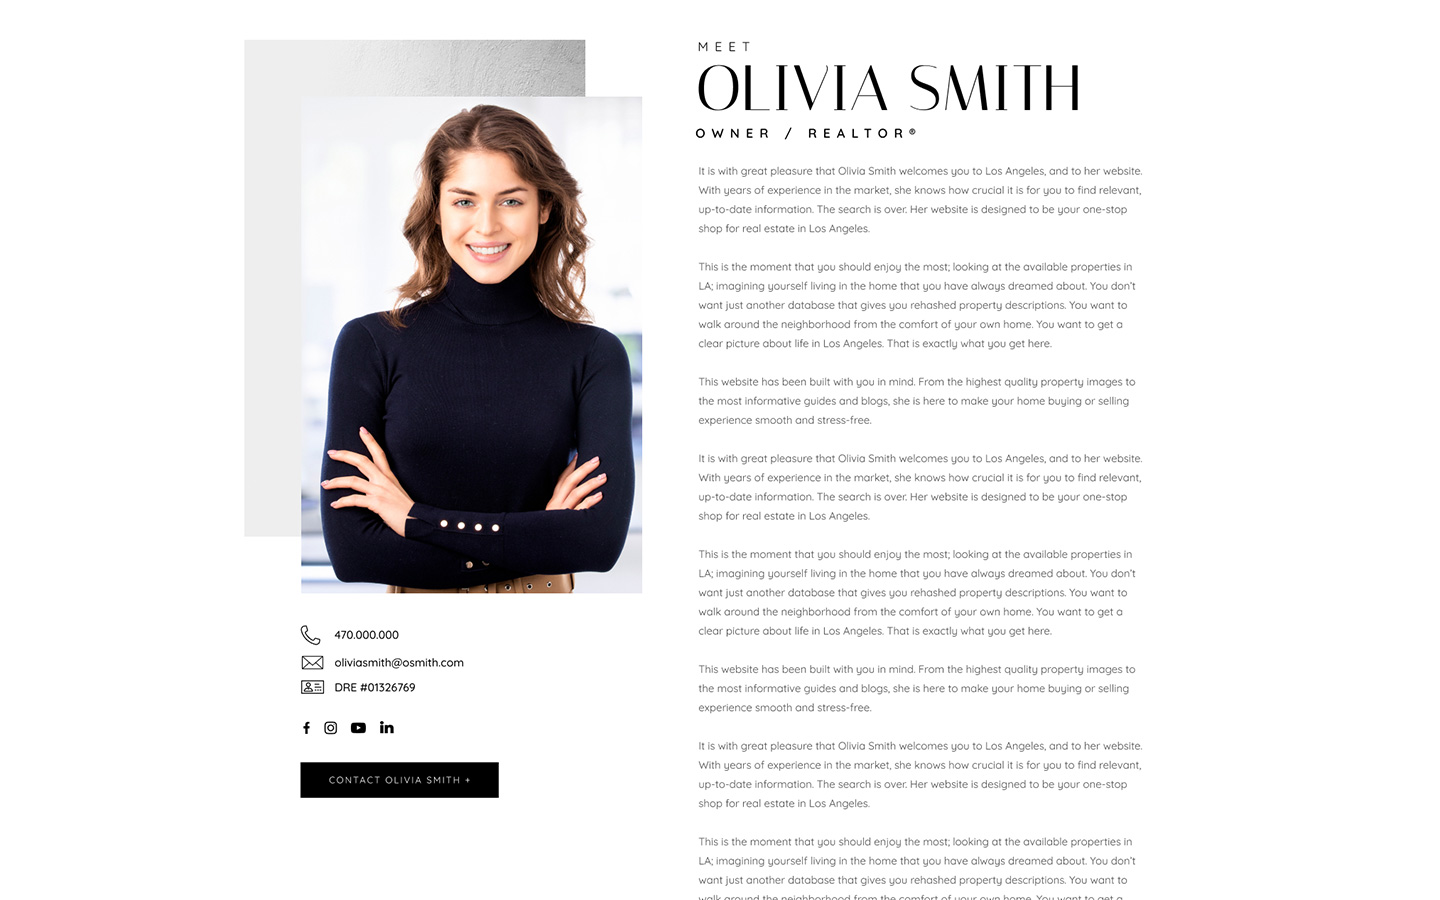 MEET
OLIVIA SMITH
OWNER / REALTOR®
It is with great pleasure that Olivia Smith welcomes you to Los Angeles, and to her website.
With years of experience in the market, she knows how crucial it is for you to find relevant,
up-to-date information. The search is over. Her website is designed to be your one-stop
shop for real estate in Los Angeles.
This is the moment that you should enjoy the most; looking at the available properties in
LA; imagining yourself living in the home that you have always dreamed about. You don't
want just another database that gives you rehashed property descriptions. You want to
walk around the neighborhood from the comfort of your own home. You want to get a
clear picture about life in Los Angeles. That is exactly what you get here.
This website has been built with you in mind. From the highest quality property images to
the most informative guides and blogs, she is here to make your home buying or selling
experience smooth and stress-free.
It is with great pleasure that Olivia Smith welcomes you to Los Angeles, and to her website.
With years of experience in the market, she knows how crucial it is for you to find relevant,
up-to-date information. The search is over. Her website is designed to be your one-stop
shop for real estate in Los Angeles.
This is the moment that you should enjoy the most; looking at the available properties in
LA; imagining yourself living in the home that you have always dreamed about. You don't
want just another database that gives you rehashed property descriptions. You want to
walk around the neighborhood from the comfort of your own home. You want to get a
clear picture about life in Los Angeles. That is exactly what you get here.
This website has been built with you in mind. From the highest quality property images to
the most informative guides and blogs, she is here to make your home buying or selling
experience smooth and stress-free.
It is with great pleasure that Olivia Smith welcomes you to Los Angeles, and to her website.
With years of experience in the market, she knows how crucial it is for you to find relevant,
up-to-date information. The search is over. Her website is designed to be your one-stop
shop for real estate in Los Angeles.
This is the moment that you should enjoy the most; looking at the available properties in
LA; imagining yourself living in the home that you have always dreamed about. You don't
want just another database that gives you rehashed property descriptions. You want to
walk around the neighborhood from the comfort of your own home. You want to get a
470.000.000
oliviasmith@osmith.com
DRE #01326769
CONTACT OLIVIA SMITH +